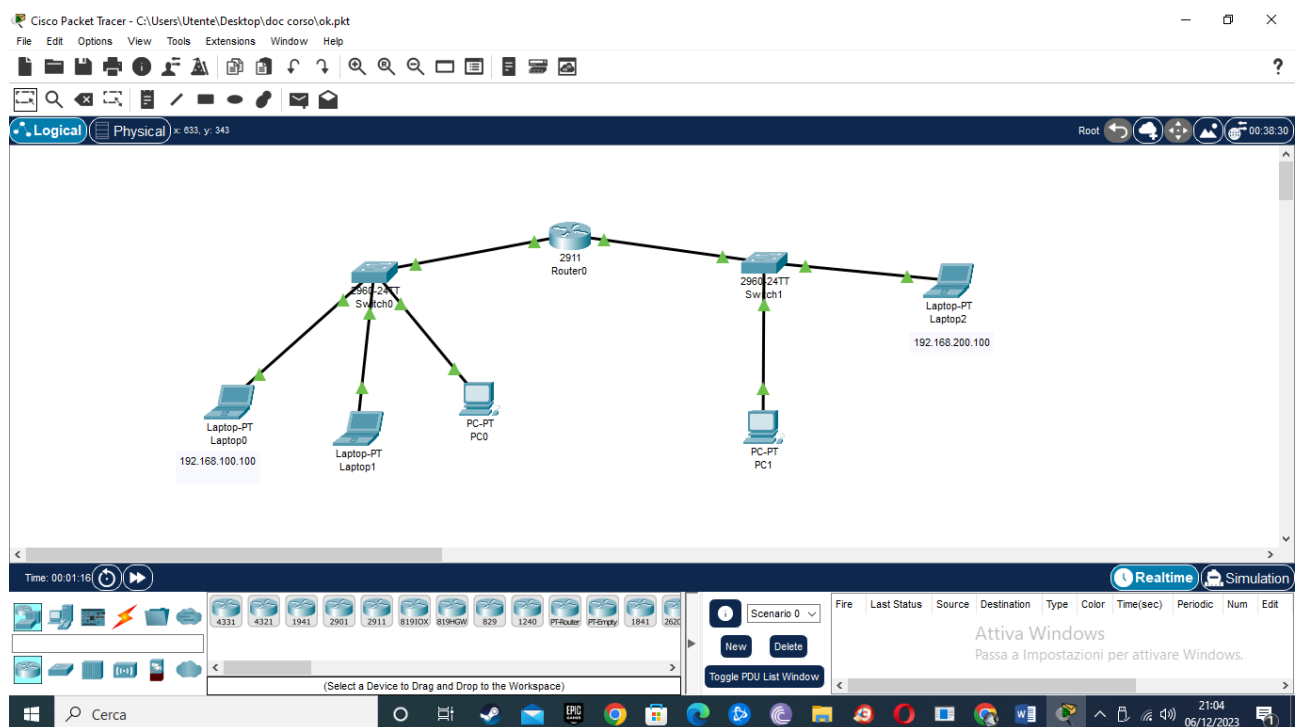 Cisco Packet Tracer - C:\Users\Utente\Desktop\doc corso\ok.pkt
File Edit Options View Tools Extensions Window Help
?
Logical Physical x: 633, y: 343 Root 00:38:30
2911
Router0
2960-24TT
Switch0
2960-24TT
Switch1
Laptop-PT
Laptop2
192.168.200.100
Laptop-PT
Laptop0
192.168.100.100
Laptop-PT
Laptop1
PC-PT
PC0
PC-PT
PC1
Time: 00:01:16 Realtime Simulation
4331 4321 1941 2901 2911 819IOX 819HGW 829 1240 PT-Router PT-Empty 1841 262
(Select a Device to Drag and Drop to the Workspace)
Scenario 0
New Delete
Toggle PDU List Window
Fire Last Status Source Destination Type Color Time(sec) Periodic Num Edit
Attiva Windows
Passa a Impostazioni per attivare Windows.
Cerca
EPIC GAMES
21:04
06/12/2023
1